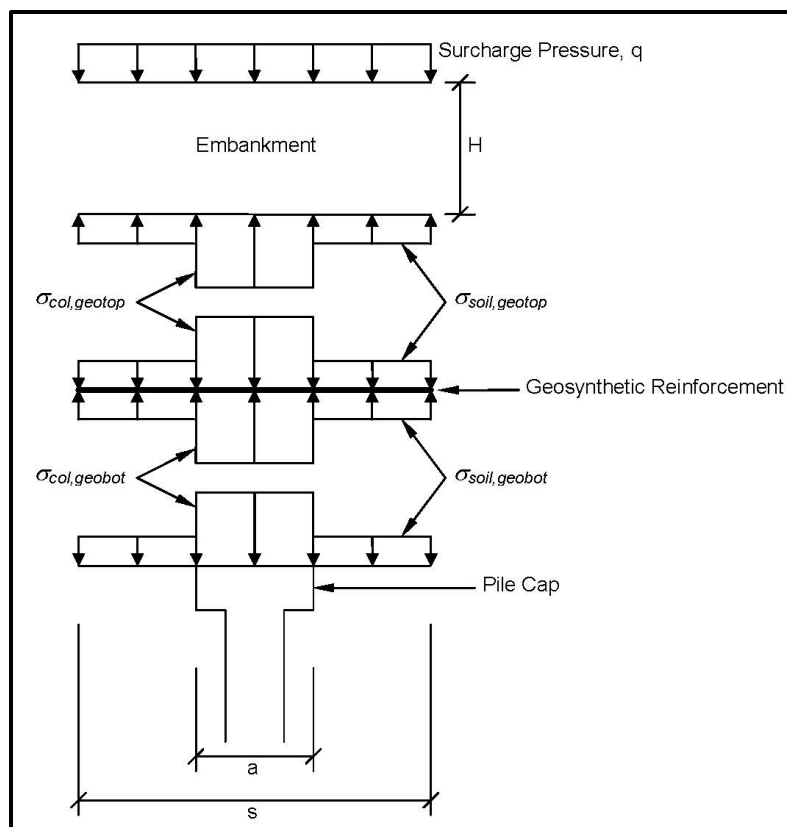 Surcharge Pressure, q
Embankment
H
σcol,geotop
σsoil,geotop
Geosynthetic Reinforcement
σcol,geobot
σsoil,geobot
Pile Cap
a
s